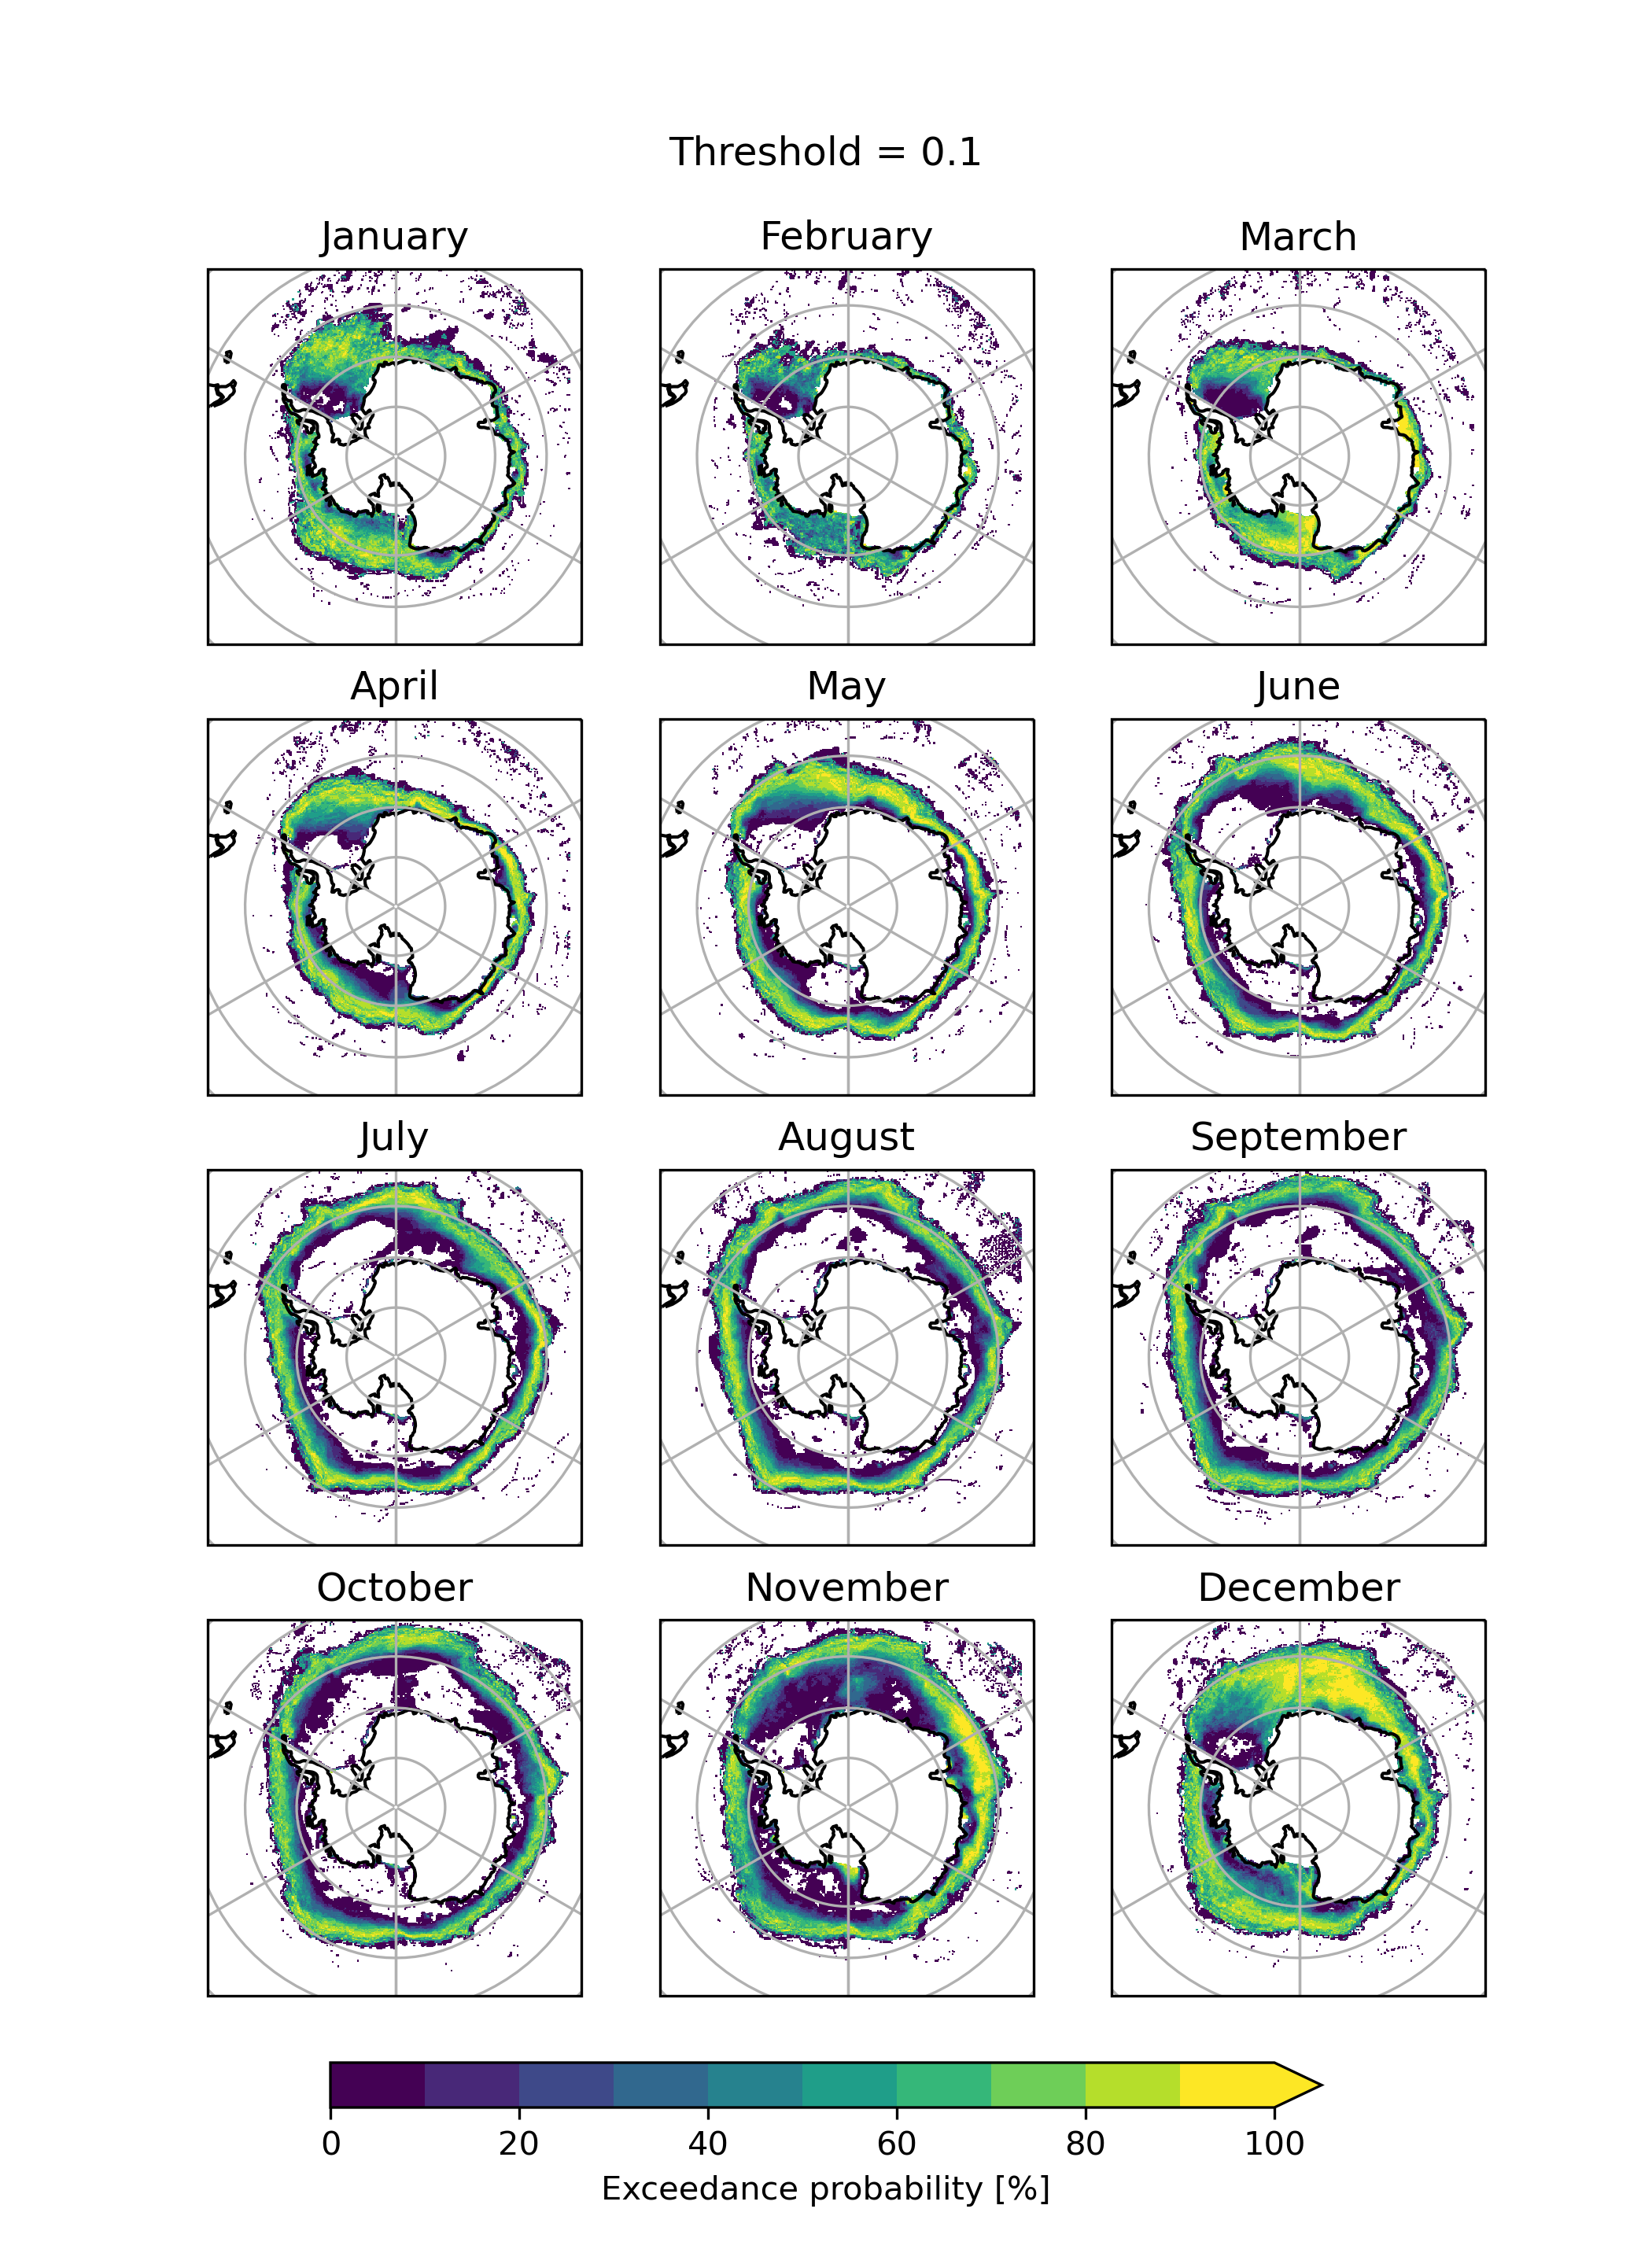 Threshold = 0.1
January February March
April May June
July August September
October November December
0 20 40 60 80 100
Exceedance probability [%]